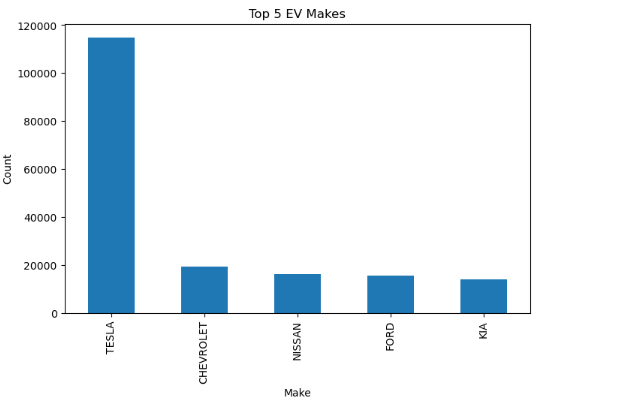 Top 5 EV Makes
120000
100000
80000
60000
40000
20000
0
Count
TESLA
CHEVROLET
NISSAN
FORD
KIA
Make